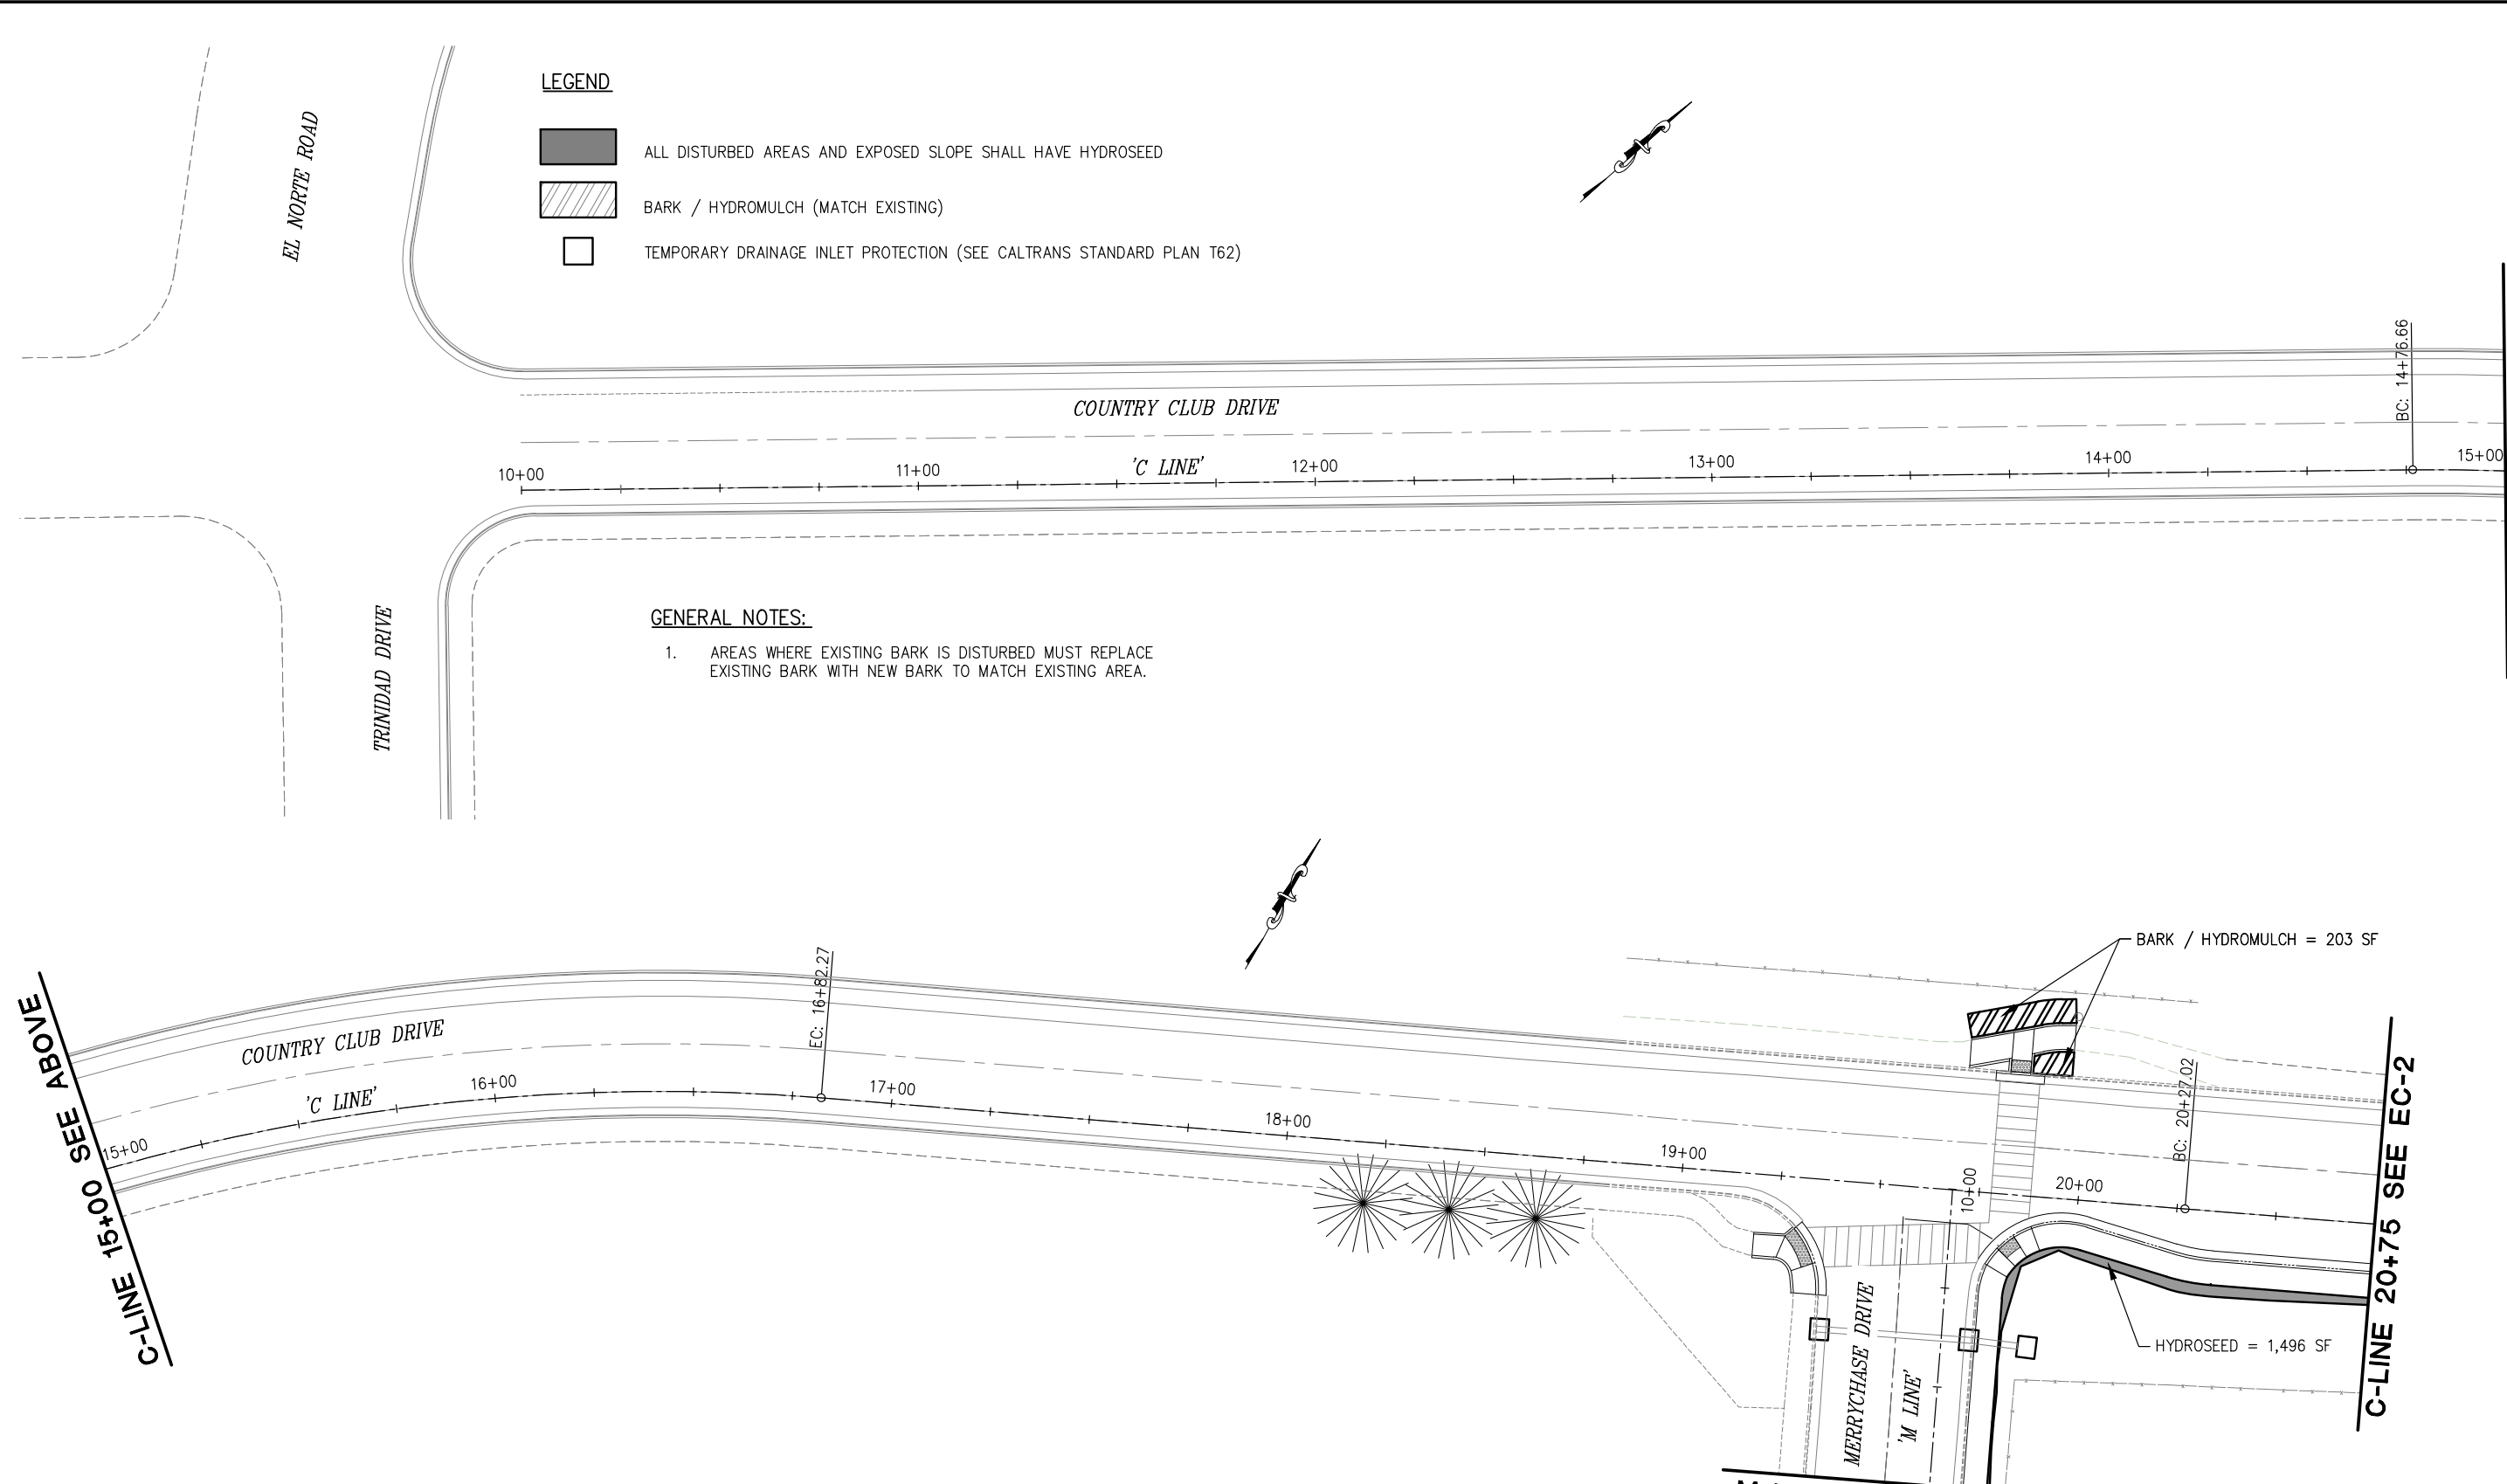 LEGEND
ALL DISTURBED AREAS AND EXPOSED SLOPE SHALL HAVE HYDROSEED
BARK / HYDROMULCH (MATCH EXISTING)
TEMPORARY DRAINAGE INLET PROTECTION (SEE CALTRANS STANDARD PLAN T62)
EL NORTE ROAD
BC: 14+76.66
COUNTRY CLUB DRIVE
'C LINE'
10+00
11+00
12+00
13+00
14+00
15+00
TRINIDAD DRIVE
GENERAL NOTES:
1. AREAS WHERE EXISTING BARK IS DISTURBED MUST REPLACE
EXISTING BARK WITH NEW BARK TO MATCH EXISTING AREA.
C-LINE 15+00 SEE ABOVE
COUNTRY CLUB DRIVE
'C LINE'
15+00
16+00
EC: 16+82.27
17+00
18+00
19+00
10+00
20+00
BC: 20+27.02
BARK / HYDROMULCH = 203 SF
HYDROSEED = 1,496 SF
MERRYCHASE DRIVE
'M LINE'
C-LINE 20+75 SEE EC-2